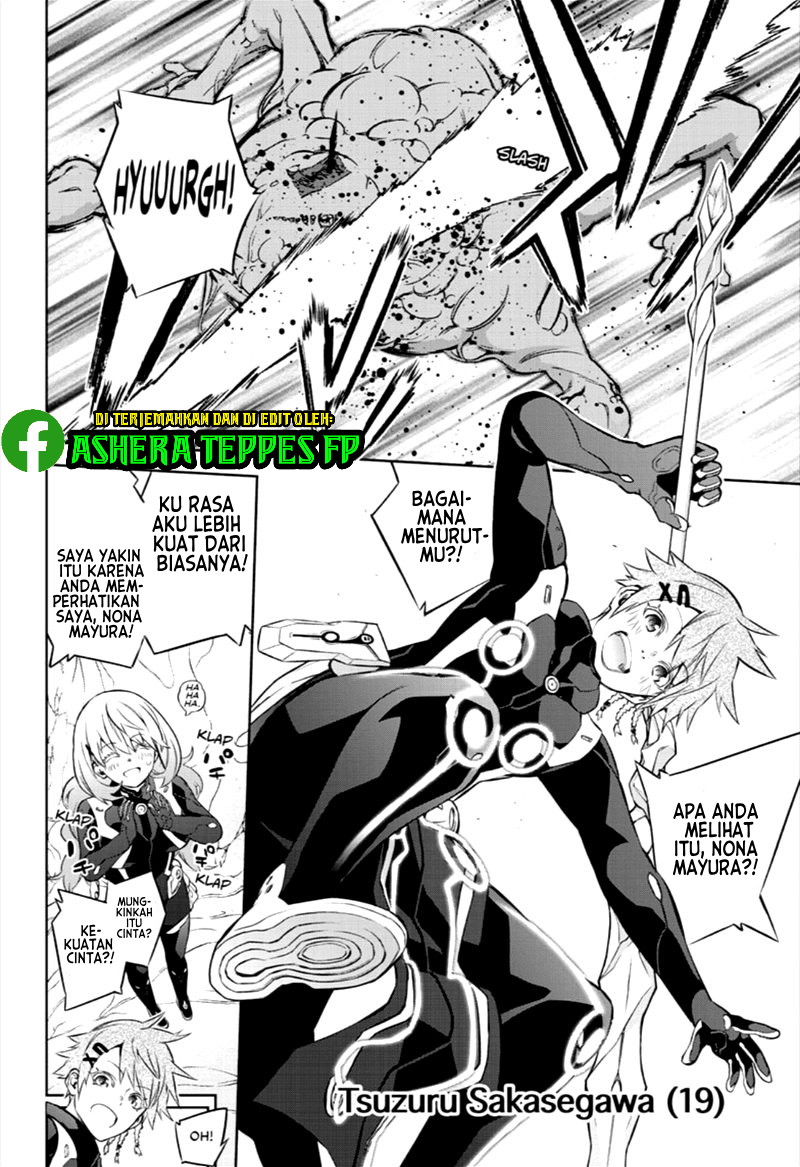 SLASH
HYUUURGH!
DI TERJEMAHKAN DAN DI EDIT OLEH:
ASHERA TEPPES FP
BAGAI-
MANA
MENURUT-
MU?!
APA ANDA
MELIHAT
ITU, NONA
MAYURA?!
Tsuzuru Sakasegawa (19)
KU RASA
AKU LEBIH
KUAT DARI
BIASANYA!
SAYA YAKIN
ITU KARENA
ANDA MEM-
PERHATIKAN
SAYA, NONA
MAYURA!
HA
HA
HA.
KLAP
KLAP
KLAP
MUNG-
KINKAH
ITU
CINTA?
KE-
KUATAN
CINTA?!
OH!